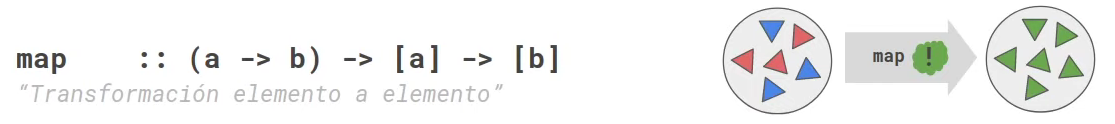 map :: (a -> b) -> [a] -> [b]
“Transformación elemento a elemento”
map !